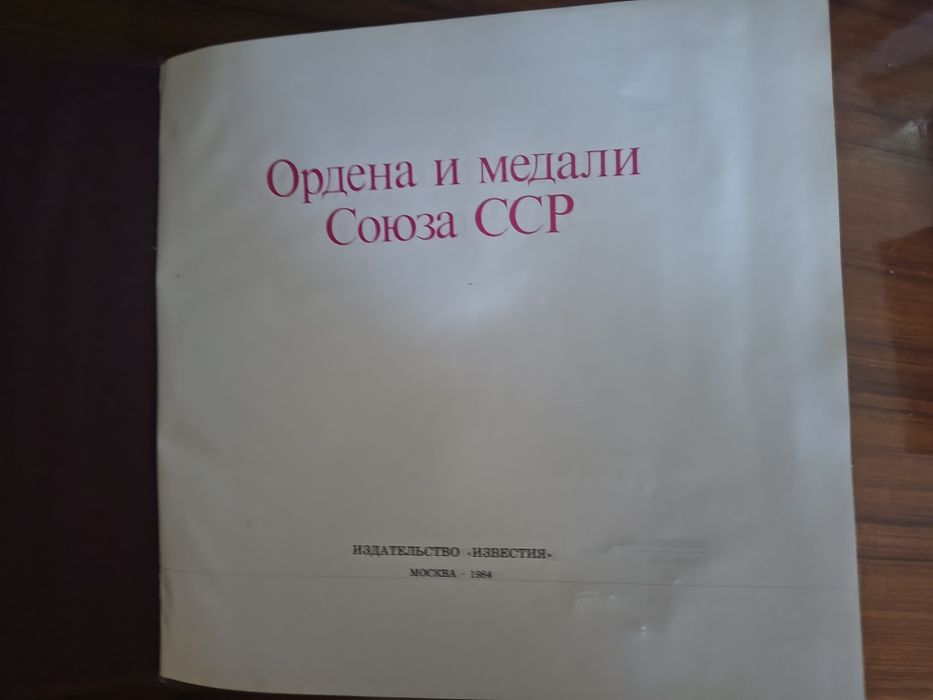 Ордена и медали
Союза ССР
ИЗДАТЕЛЬСТВО «ИЗВЕСТИЯ»
МОСКВА - 1984